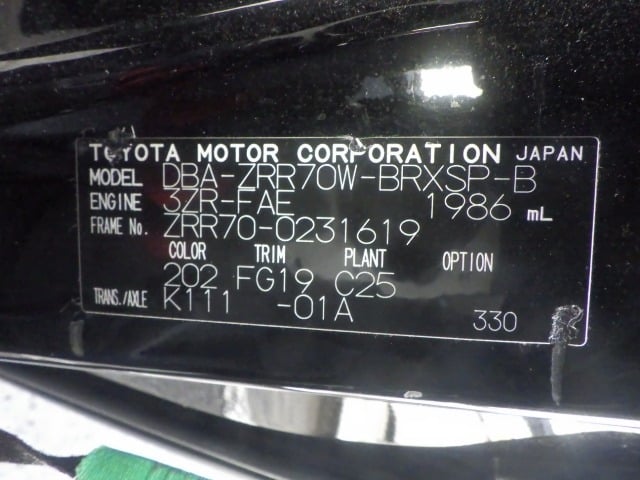 TOYOTA MOTOR CORPORATION JAPAN
MODEL DBA-ZRR70W-BRXSP-B
ENGINE 3ZR-FAE 1986 mL
FRAME No. ZRR70-0231619
COLOR TRIM PLANT OPTION
202 FG19 C25
TRANS./AXLE K111 -01A
330